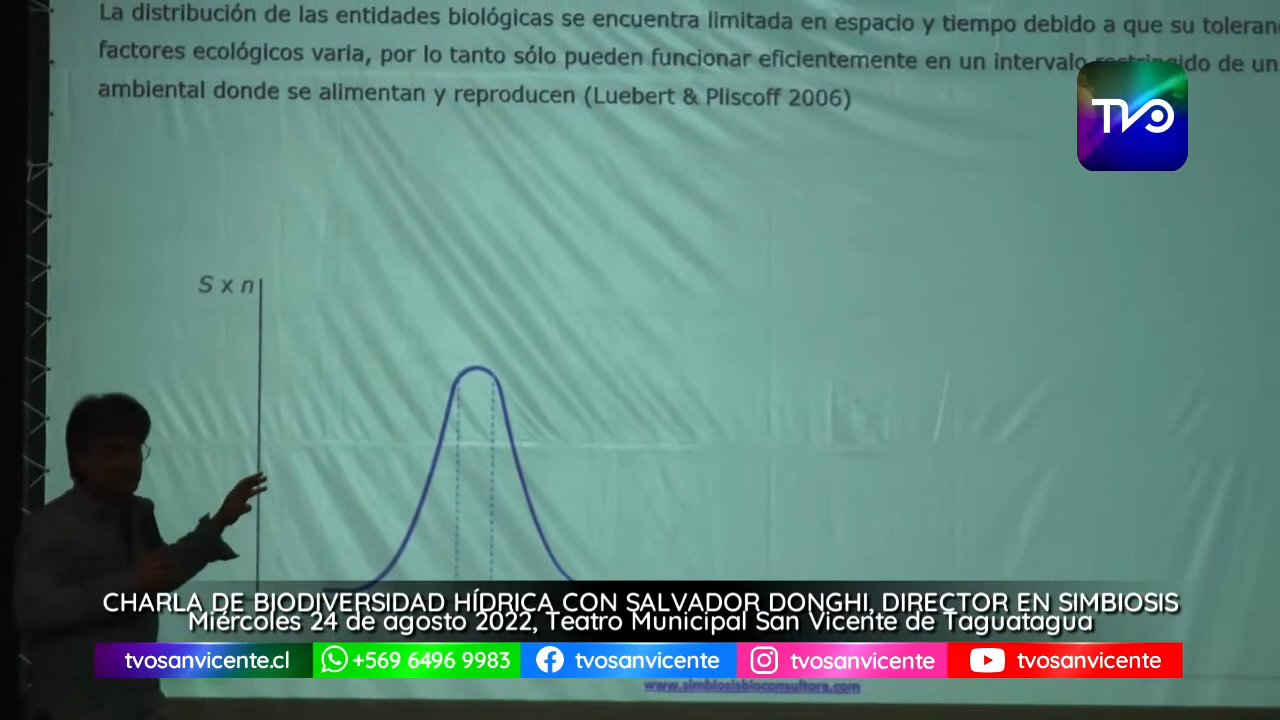 La distribución de las entidades biológicas se encuentra limitada en espacio y tiempo debido a que su
factores ecológicos varia, por lo tanto sólo pueden funcionar eficientemente en un intervalo de un
ambiental donde se alimentan y reproducen (Luebert & Pliscoff 2006)
TVO
S x n
CHARLA DE BIODIVERSIDAD HÍDRICA CON SALVADOR DONGHI, DIRECTOR EN SIMBIOSIS
Miércoles 24 de agosto 2022, Teatro Municipal San Vicente de Taguatagua
tvosanvicente.cl
+569 6496 9983
tvosanvicente
tvosanvicente
tvosanvicente
www.simbiosisbioconsultora.com